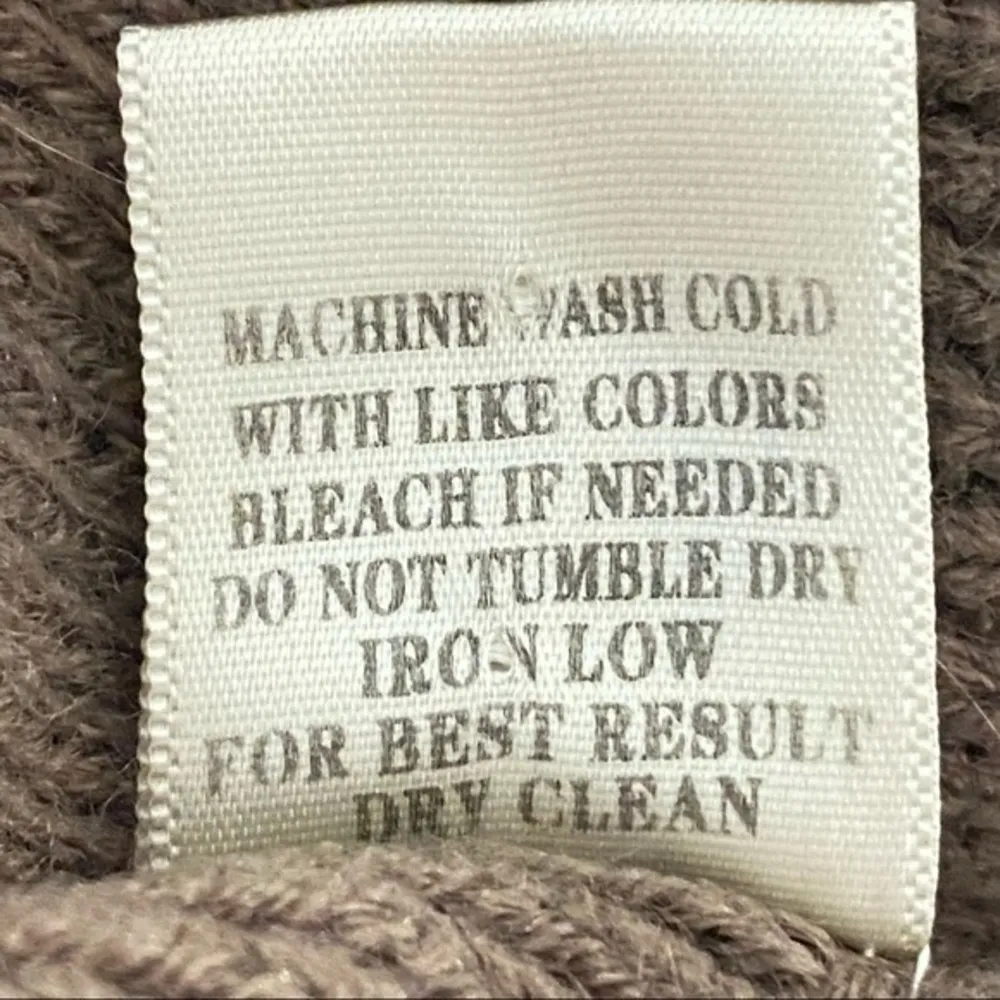 MACHINE WASH COLD
WITH LIKE COLORS
BLEACH IF NEEDED
DO NOT TUMBLE DRY
IRON LOW
FOR BEST RESULT
DRY CLEAN